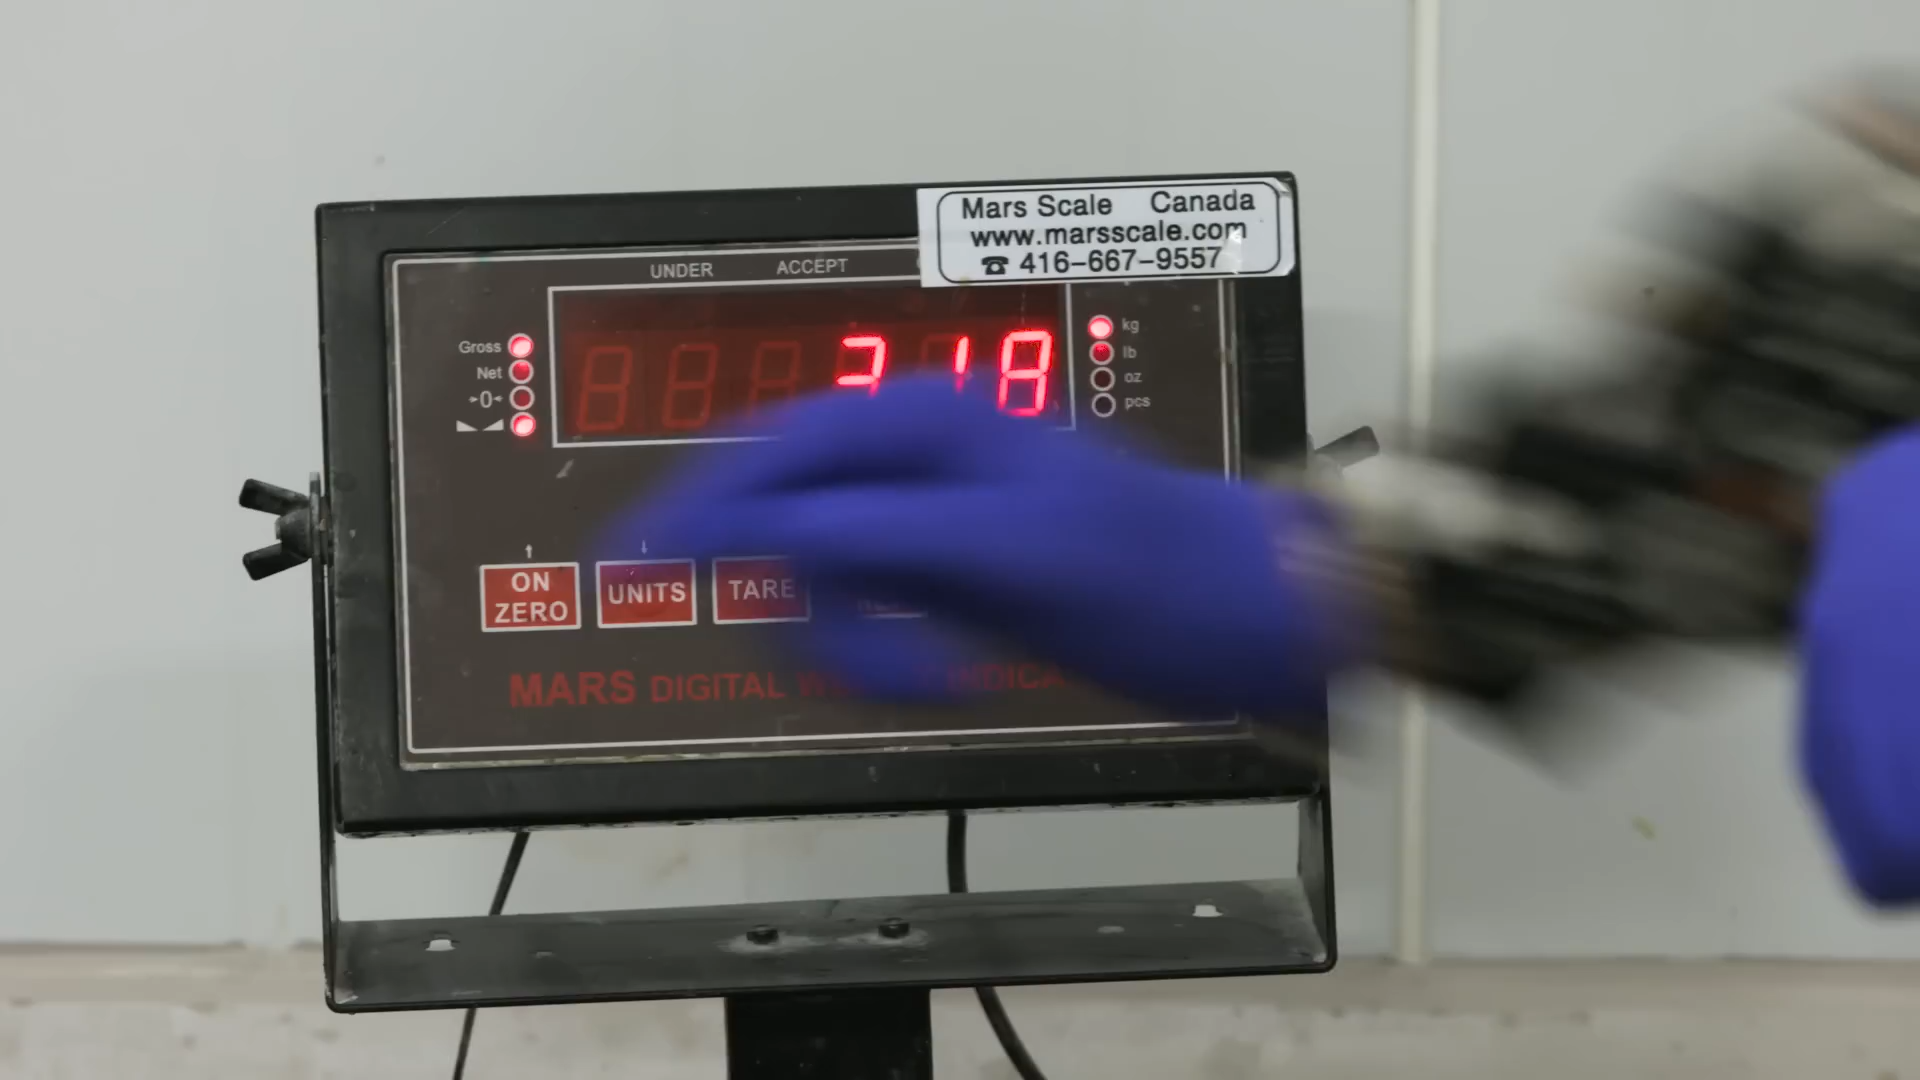 Mars Scale Canada
www.marsscale.com
☎ 416-667-9557
UNDER ACCEPT
Gross
Net
→0←
kg
lb
oz
pcs
ON
ZERO
UNITS
TARE
MARS DIGITAL